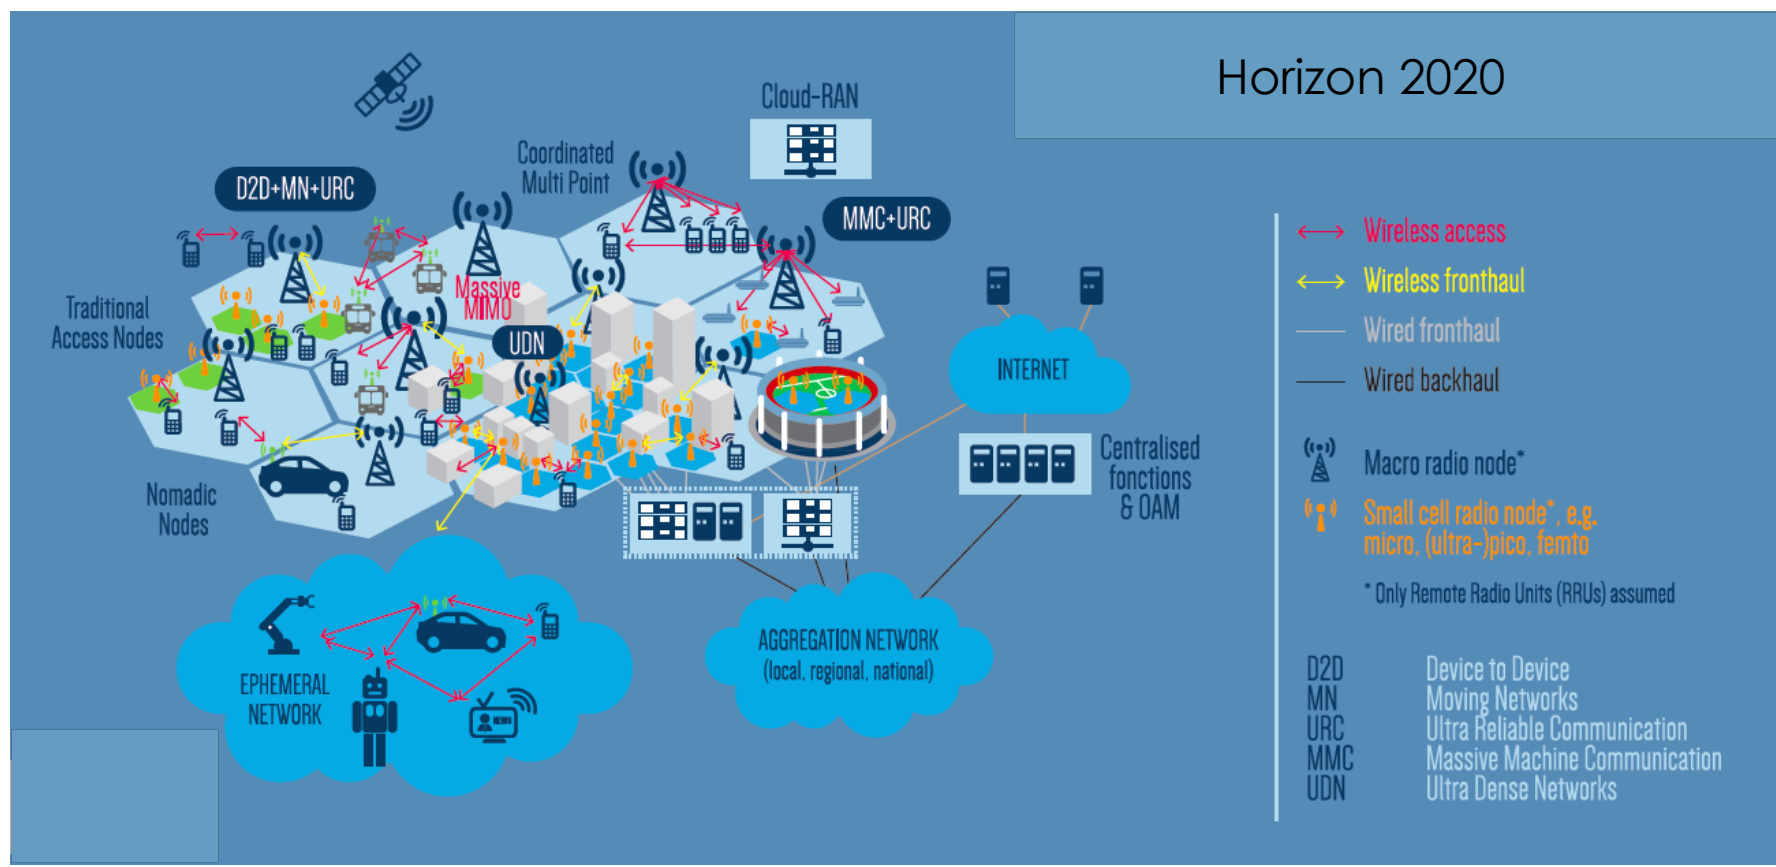 Horizon 2020
Cloud-RAN
Coordinated
Multi Point
D2D+MN+URC
MMC+URC
Massive
MIMO
UDN
Traditional
Access Nodes
Nomadic
Nodes
INTERNET
Centralised
fonctions
& OAM
EPHEMERAL
NETWORK
NEWS
AGGREGATION NETWORK
(local, regional, national)
Wireless access
Wireless fronthaul
Wired fronthaul
Wired backhaul
Macro radio node*
Small cell radio node*, e.g.
micro, (ultra-)pico, femto
* Only Remote Radio Units (RRUs) assumed
D2D Device to Device
MN Moving Networks
URC Ultra Reliable Communication
MMC Massive Machine Communication
UDN Ultra Dense Networks